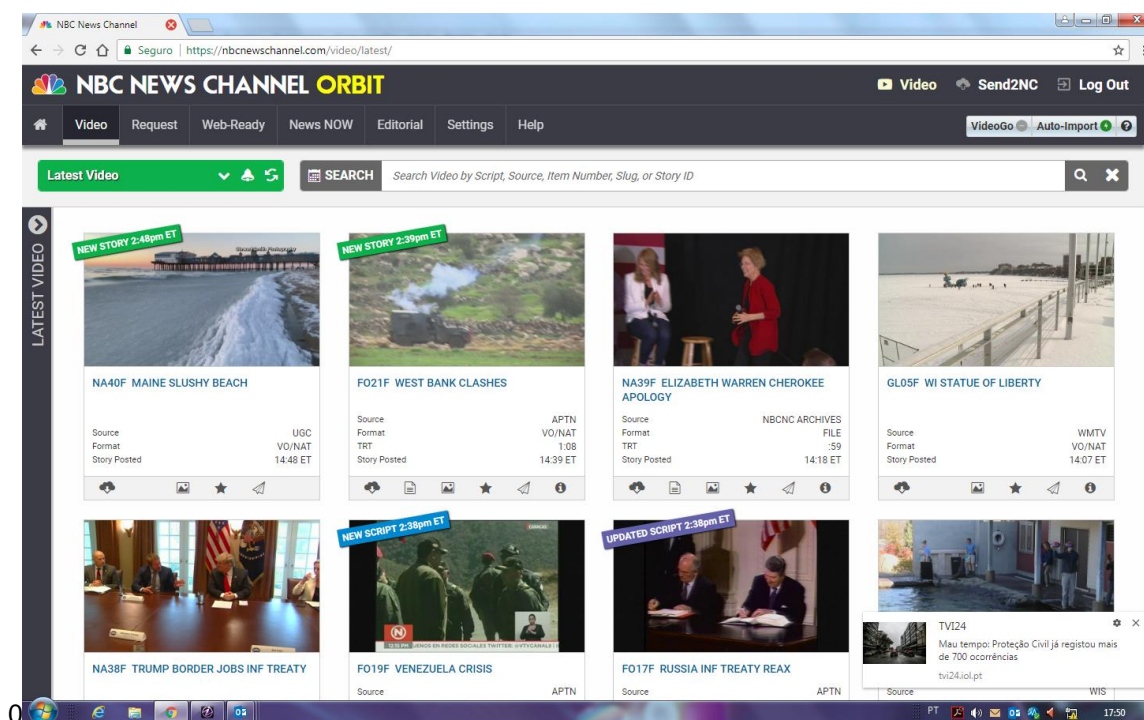 NBC News Channel
Seguro | https://nbcnewschannel.com/video/latest/
NBC NEWS CHANNEL ORBIT
Video Send2NC Log Out
Video Request Web-Ready News NOW Editorial Settings Help
VideoGo Auto-Import
Latest Video
SEARCH
Search Video by Script, Source, Item Number, Slug, or Story ID
LATEST VIDEO
NEW STORY 2:48pm ET
NA40F MAINE SLUSHY BEACH
Source UGC
Format VO/NAT
Story Posted 14:48 ET
NEW STORY 2:39pm ET
FO21F WEST BANK CLASHES
Source APTN
Format VO/NAT
TRT 1:08
Story Posted 14:39 ET
NA39F ELIZABETH WARREN CHEROKEE
APOLOGY
Source NBCNC ARCHIVES
Format FILE
TRT :59
Story Posted 14:18 ET
GL05F WI STATUE OF LIBERTY
Source WMTV
Format VO/NAT
Story Posted 14:07 ET
NA38F TRUMP BORDER JOBS INF TREATY
NEW SCRIPT 2:38pm ET
CARACAS
FO19F VENEZUELA CRISIS
Source APTN
UPDATED SCRIPT 2:38pm ET
FO17F RUSSIA INF TREATY REAX
Source APTN
Source WIS
TVI24
Mau tempo: Proteção Civil já registou mais
de 700 ocorrências
tvi24.iol.pt
0
PT 17:50